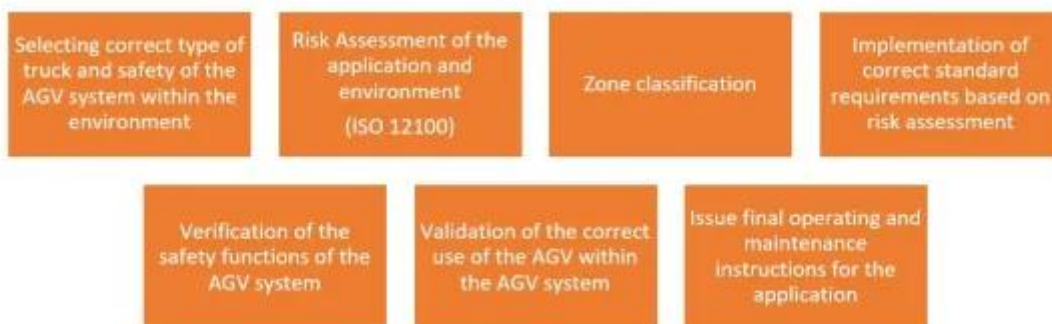 Selecting correct type of
truck and safety of the
AGV system within the
environment
Risk Assessment of the
application and
environment
(ISO 12100)
Zone classification
Implementation of
correct standard
requirements based on
risk assessment
Verification of the
safety functions of the
AGV system
Validation of the correct
use of the AGV within
the AGV system
Issue final operating and
maintenance
instructions for the
application